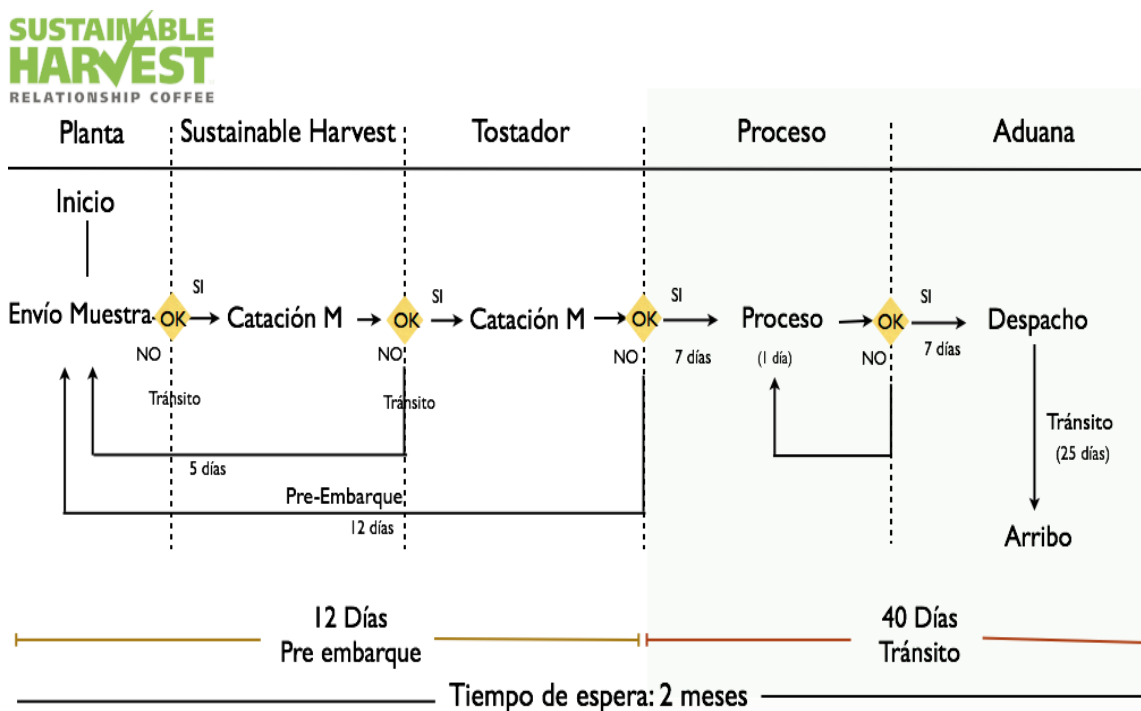 SUSTAINABLE
HARVEST
RELATIONSHIP COFFEE
Planta
Sustainable Harvest
Tostador
Proceso
Aduana
Inicio
Envío Muestra
OK
SI
NO
Tránsito
Catación M
OK
SI
NO
Tránsito
Catación M
OK
SI
NO
7 días
Proceso
(1 día)
OK
SI
NO
7 días
Despacho
Tránsito
(25 días)
Arribo
5 días
Pre-Embarque
12 días
12 Días
Pre embarque
40 Días
Tránsito
Tiempo de espera: 2 meses